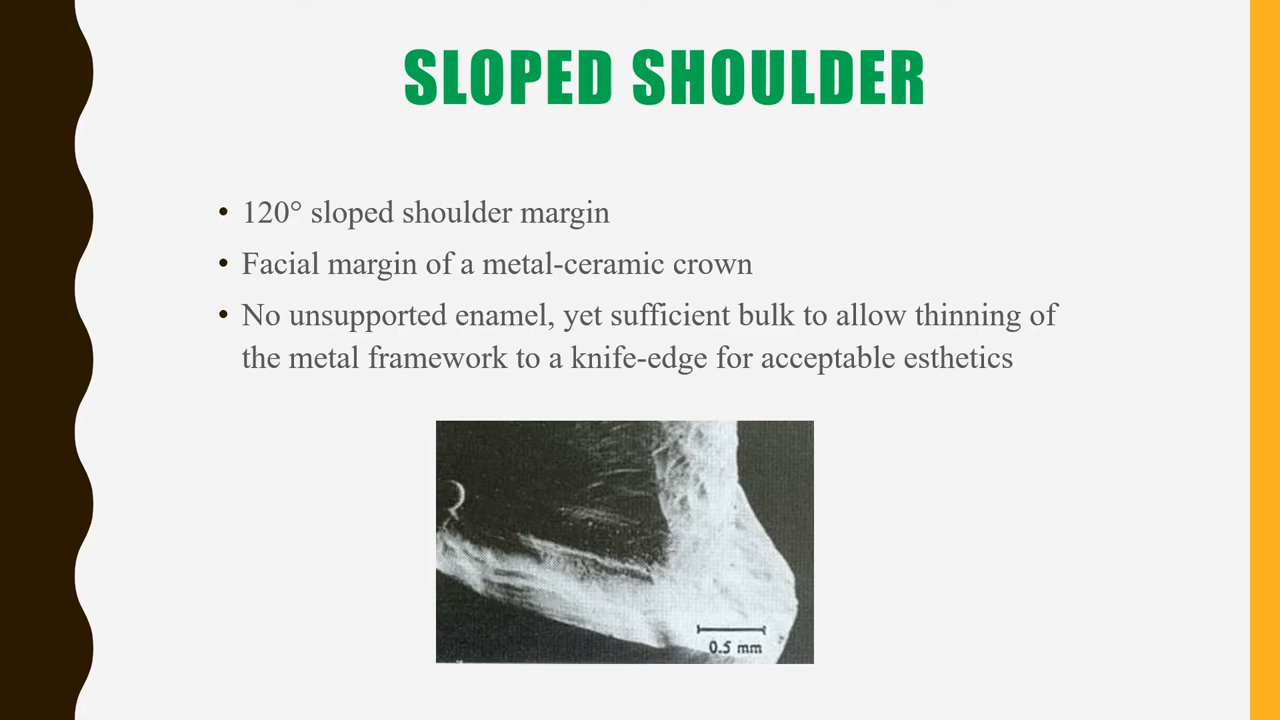 SLOPED SHOULDER
• 120° sloped shoulder margin
• Facial margin of a metal-ceramic crown
• No unsupported enamel, yet sufficient bulk to allow thinning of
the metal framework to a knife-edge for acceptable esthetics
0.5 mm